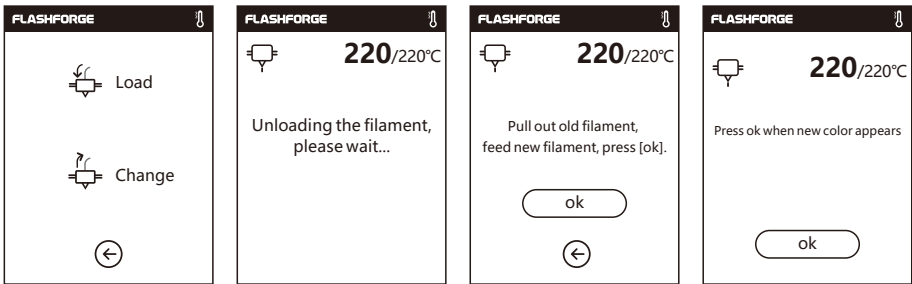 FLASHFORGE
Load
Change
FLASHFORGE
220/220℃
Unloading the filament,
please wait...
FLASHFORGE
220/220℃
Pull out old filament,
feed new filament, press [ok].
ok
FLASHFORGE
220/220℃
Press ok when new color appears
ok